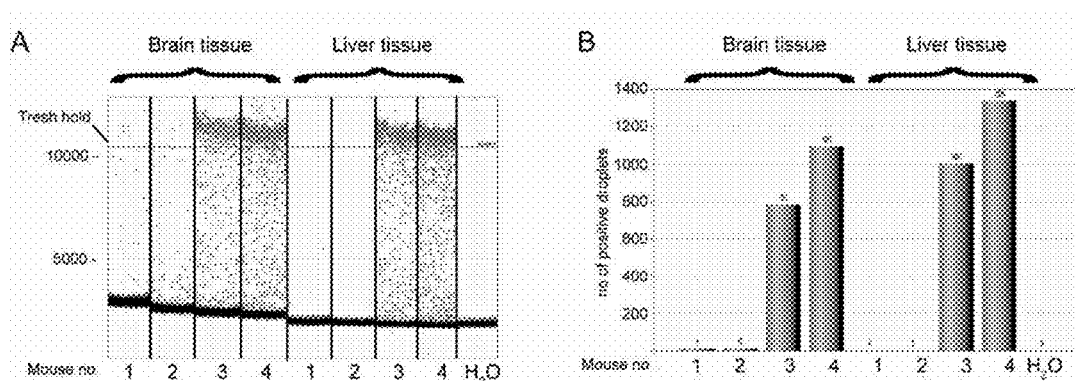 A
Brain tissue
Liver tissue
Tresh hold
10000
5000
Mouse no
1 2 3 4 1 2 3 4 H₂O
B
Brain tissue
Liver tissue
no of positive droplets
1400
1200
1000
800
600
400
200
Mouse no
1 2 3 4 1 2 3 4 H₂O